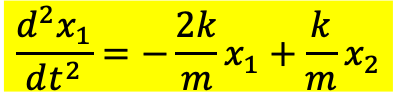 d²x₁/dt² = − 2k/m x₁ + k/m x₂